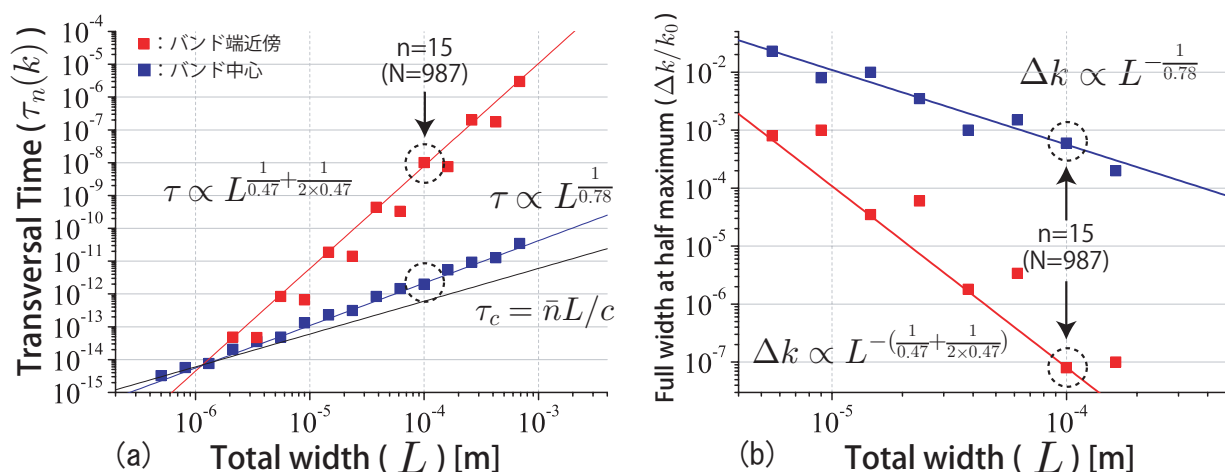 Transversal Time (τ_n(k))
10^-4
10^-5
10^-6
10^-7
10^-8
10^-9
10^-10
10^-11
10^-12
10^-13
10^-14
10^-15
■：バンド端近傍
■：バンド中心
n=15
(N=987)
τ ∝ L^{1/0.47 + 1/(2×0.47)}
τ ∝ L^{1/0.78}
τ_c = n̄L/c
10^-6 10^-5 10^-4 10^-3
(a) Total width ( L ) [m]
Full width at half maximum (Δk/k_0)
10^-2
10^-3
10^-4
10^-5
10^-6
10^-7
Δk ∝ L^{-1/0.78}
n=15
(N=987)
Δk ∝ L^{-(1/0.47 + 1/(2×0.47))}
10^-5 10^-4
(b) Total width ( L ) [m]